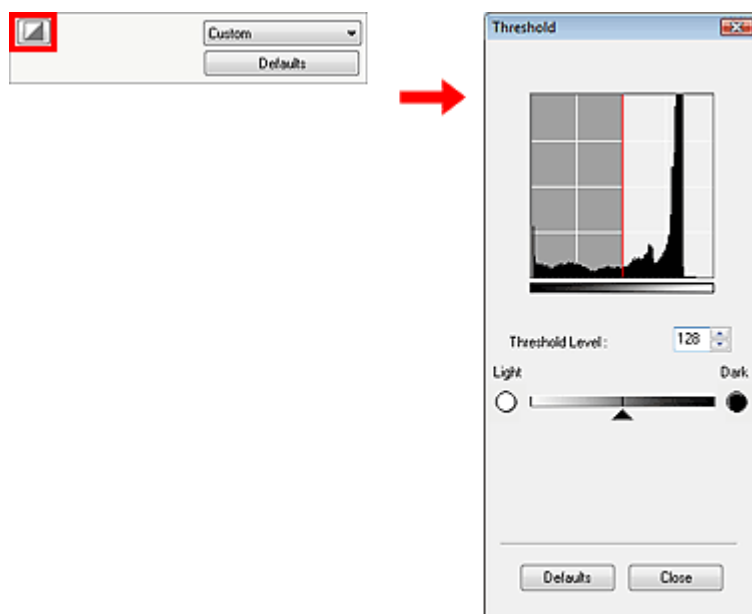 Custom
Defaults
Threshold
Threshold Level :
128
Light
Dark
Defaults
Close